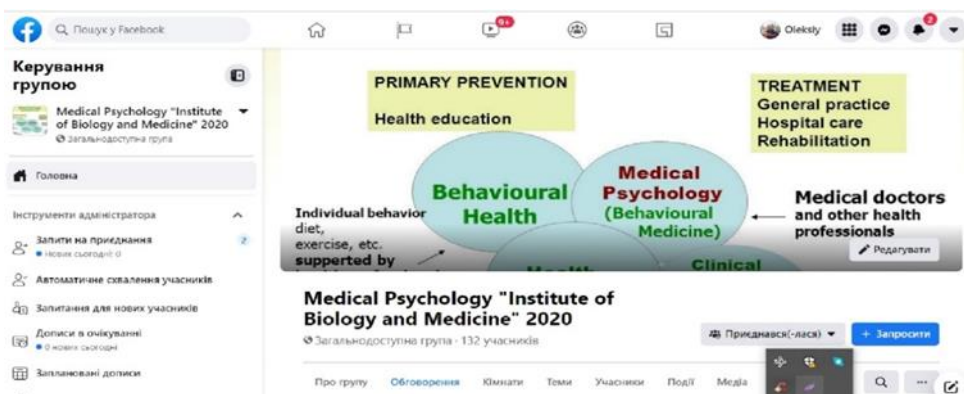 Пошук у Facebook
9+
Oleksiy
2
Керування
групою
Medical Psychology "Institute
of Biology and Medicine" 2020
Загальнодоступна група
Головна
Інструменти адміністратора
Запити на приєднання
2
Нових сьогодні: 0
Автоматичне схвалення учасників
Запитання для нових учасників
Дописи в очікуванні
0 нових сьогодні
Заплановані дописи
PRIMARY PREVENTION
Health education
TREATMENT
General practice
Hospital care
Rehabilitation
Behavioural
Health
Medical
Psychology
(Behavioural
Medicine)
Individual behavior
diet,
exercise, etc.
supported by
Medical doctors
and other health
professionals
Health
Clinical
Редагувати
Medical Psychology "Institute of
Biology and Medicine" 2020
Загальнодоступна група · 132 учасників
Приєднався(-лася)
+ Запросити
Про групу Обговорення Кімнати Теми Учасники Події Медіа